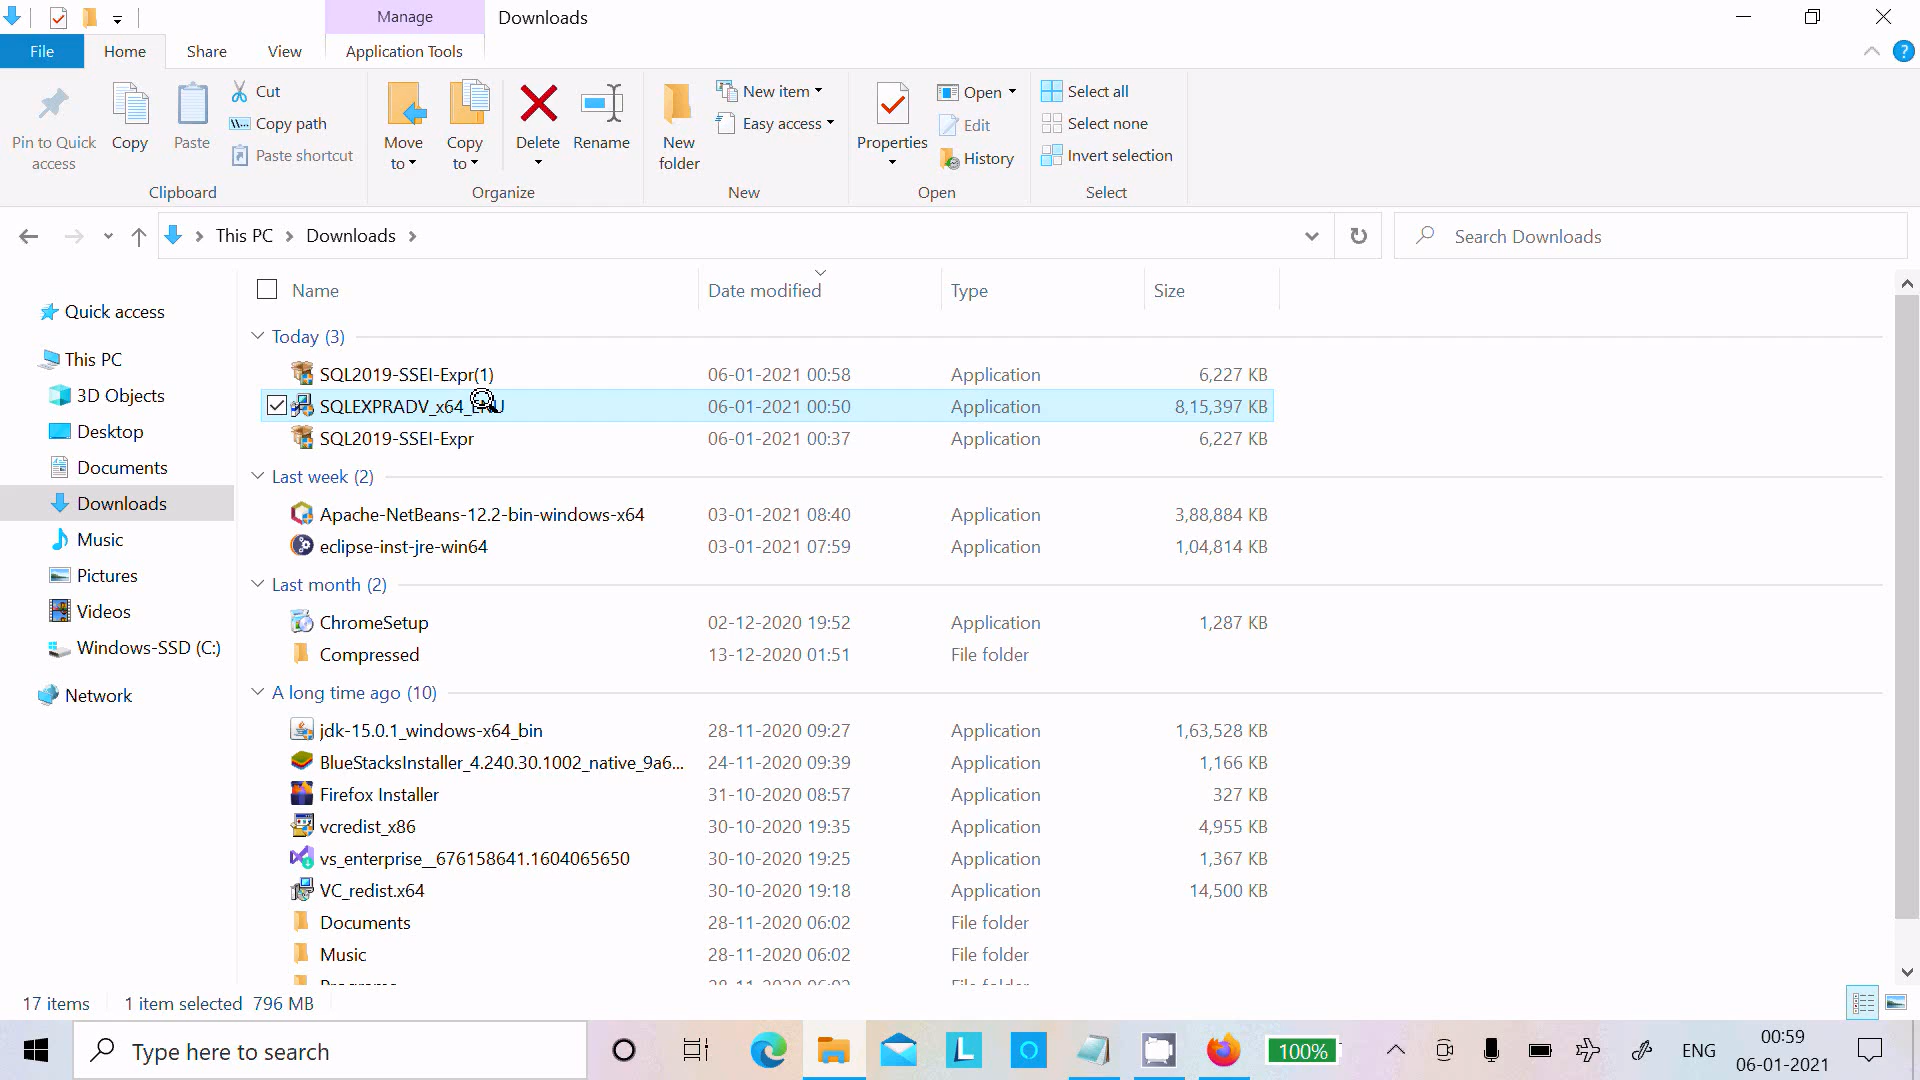 Manage
Downloads
File
Home
Share
View
Application Tools
Pin to Quick access
Copy
Paste
Cut
Copy path
Paste shortcut
Clipboard
Move to
Copy to
Delete
Rename
Organize
New folder
New item
Easy access
New
Properties
Open
Edit
History
Open
Select all
Select none
Invert selection
Select
This PC
Downloads
Search Downloads
Quick access
This PC
3D Objects
Desktop
Documents
Downloads
Music
Pictures
Videos
Windows-SSD (C:)
Network
Name Date modified Type Size
Today (3)
SQL2019-SSEI-Expr(1) 06-01-2021 00:58 Application 6,227 KB
SQLEXPRADV_x64_ENU 06-01-2021 00:50 Application 8,15,397 KB
SQL2019-SSEI-Expr 06-01-2021 00:37 Application 6,227 KB
Last week (2)
Apache-NetBeans-12.2-bin-windows-x64 03-01-2021 08:40 Application 3,88,884 KB
eclipse-inst-jre-win64 03-01-2021 07:59 Application 1,04,814 KB
Last month (2)
ChromeSetup 02-12-2020 19:52 Application 1,287 KB
Compressed 13-12-2020 01:51 File folder
A long time ago (10)
jdk-15.0.1_windows-x64_bin 28-11-2020 09:27 Application 1,63,528 KB
BlueStacksInstaller_4.240.30.1002_native_9a6... 24-11-2020 09:39 Application 1,166 KB
Firefox Installer 31-10-2020 08:57 Application 327 KB
vcredist_x86 30-10-2020 19:35 Application 4,955 KB
vs_enterprise__676158641.1604065650 30-10-2020 19:25 Application 1,367 KB
VC_redist.x64 30-10-2020 19:18 Application 14,500 KB
Documents 28-11-2020 06:02 File folder
Music 28-11-2020 06:02 File folder
17 items 1 item selected 796 MB
Type here to search
L
100%
ENG
00:59
06-01-2021